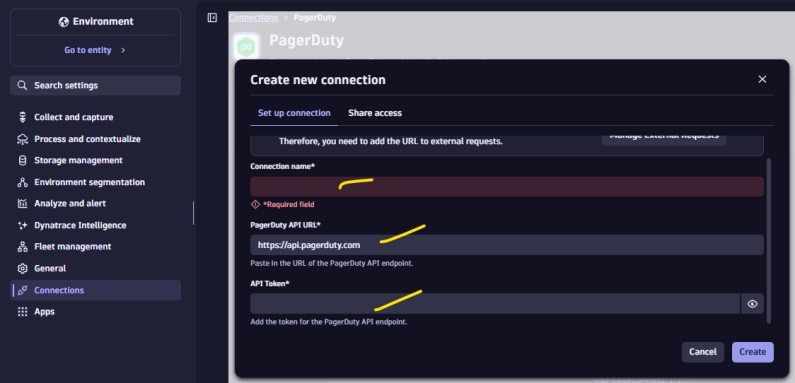 Environment
Go to entity
Search settings
Collect and capture
Process and contextualize
Storage management
Environment segmentation
Analyze and alert
Dynatrace Intelligence
Fleet management
General
Connections
Apps
Connections > PagerDuty
pd
PagerDuty
Create new connection
Set up connection Share access
Therefore, you need to add the URL to external requests.
Manage External Requests
Connection name*
*Required field
PagerDuty API URL*
https://api.pagerduty.com
Paste in the URL of the PagerDuty API endpoint.
API Token*
Add the token for the PagerDuty API endpoint.
Cancel Create